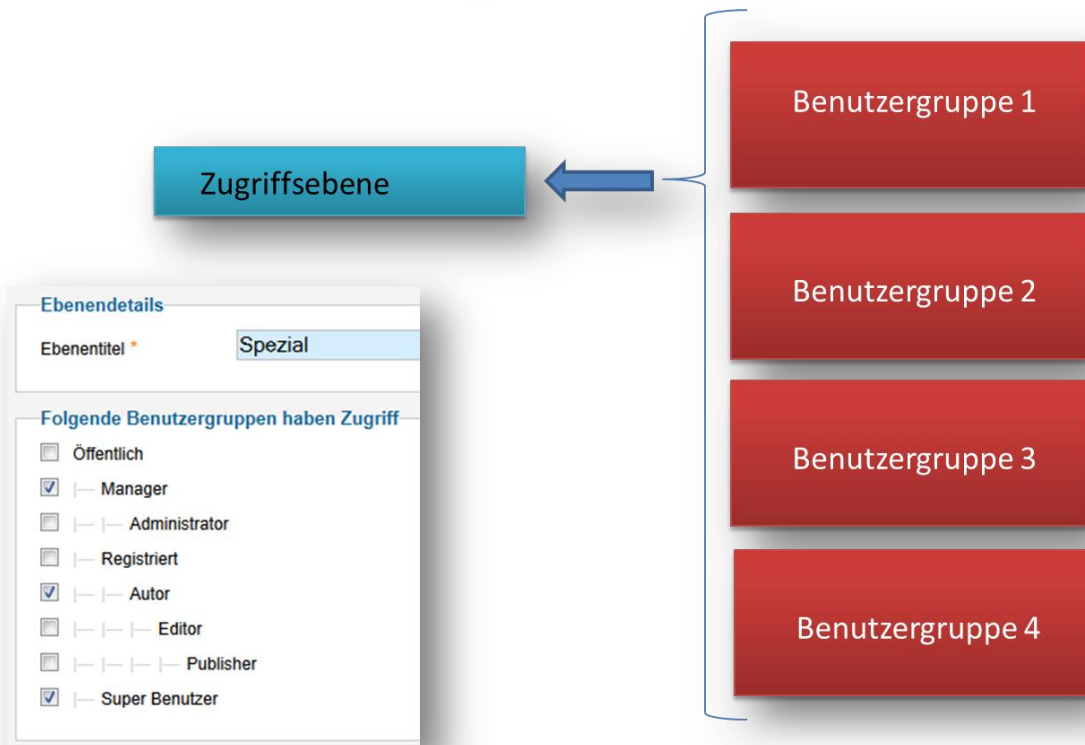 Benutzergruppe 1
Zugriffsebene
Benutzergruppe 2
Benutzergruppe 3
Benutzergruppe 4
Ebenendetails
Ebenentitel *
Spezial
Folgende Benutzergruppen haben Zugriff
Öffentlich
Manager
Administrator
Registriert
Autor
Editor
Publisher
Super Benutzer